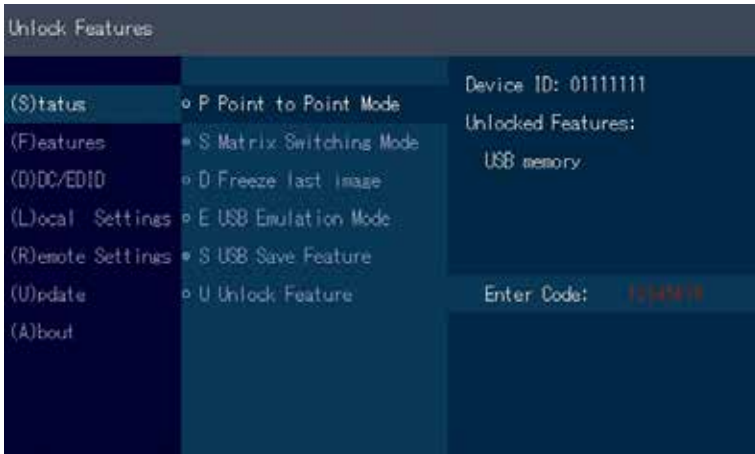 Unlock Features
(S)tatus
(F)eatures
(D)DC/EDID
(L)ocal Settings
(R)emote Settings
(U)pdate
(A)bout
P Point to Point Mode
S Matrix Switching Mode
D Freeze last image
E USB Emulation Mode
S USB Save Feature
U Unlock Feature
Device ID: 01111111
Unlocked Features:
USB memory
Enter Code: